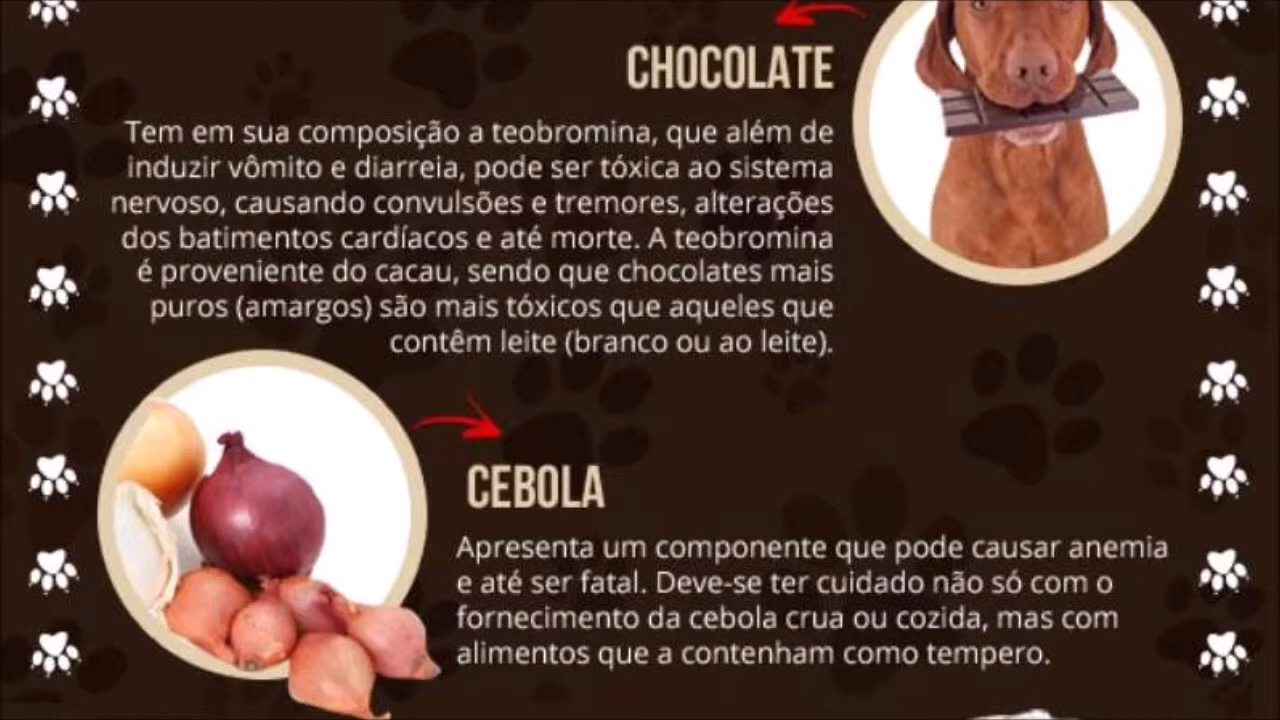 CHOCOLATE
Tem em sua composição a teobromina, que além de
induzir vômito e diarreia, pode ser tóxica ao sistema
nervoso, causando convulsões e tremores, alterações
dos batimentos cardíacos e até morte. A teobromina
é proveniente do cacau, sendo que chocolates mais
puros (amargos) são mais tóxicos que aqueles que
contêm leite (branco ou ao leite).
CEBOLA
Apresenta um componente que pode causar anemia
e até ser fatal. Deve-se ter cuidado não só com o
fornecimento da cebola crua ou cozida, mas com
alimentos que a contenham como tempero.